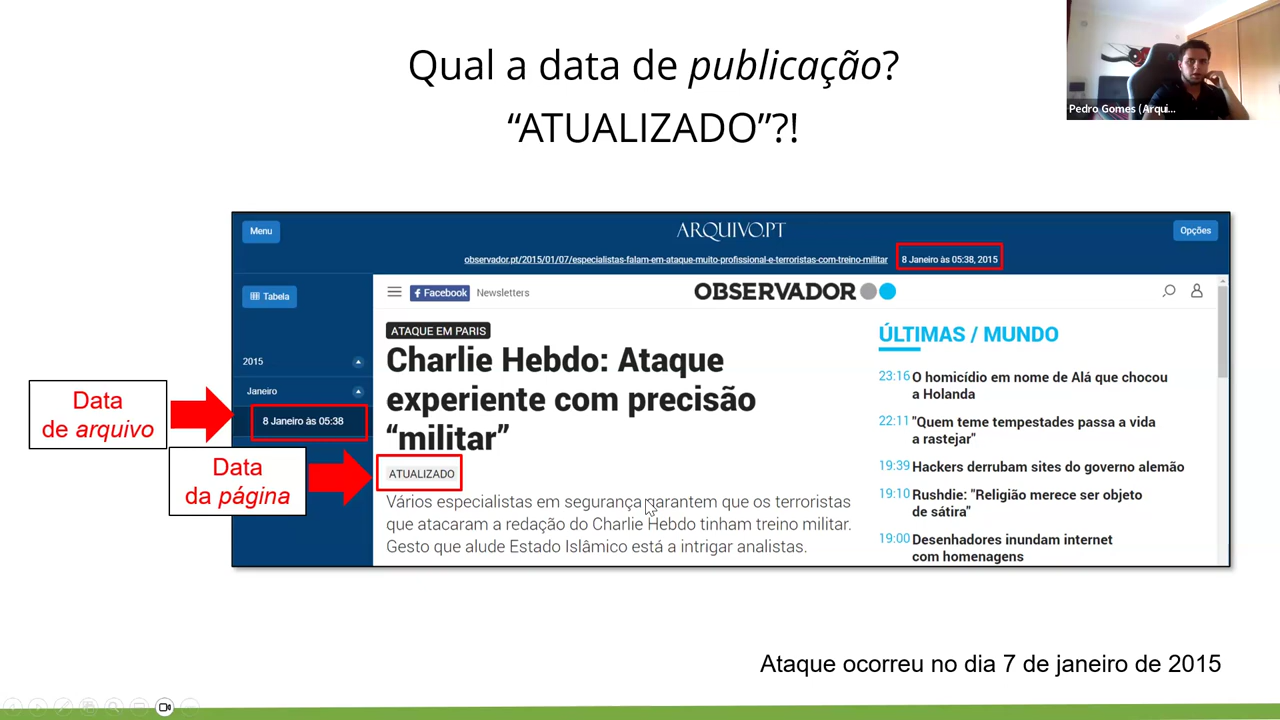 Qual a data de publicação?
“ATUALIZADO”?!
Pedro Gomes (Arqui...
Menu
ARQUIVO.PT
Opções
observador.pt/2015/01/07/especialistas-falam-em-ataque-muito-profissional-e-terroristas-com-treino-militar
8 Janeiro às 05:38, 2015
Tabela
2015
Janeiro
8 Janeiro às 05:38
Data
de arquivo
Data
da página
Facebook
Newsletters
OBSERVADOR
ATAQUE EM PARIS
Charlie Hebdo: Ataque
experiente com precisão
“militar”
ATUALIZADO
Vários especialistas em segurança garantem que os terroristas
que atacaram a redação do Charlie Hebdo tinham treino militar.
Gesto que alude Estado Islâmico está a intrigar analistas.
ÚLTIMAS / MUNDO
23:16 O homicídio em nome de Alá que chocou
a Holanda
22:11 "Quem teme tempestades passa a vida
a rastejar"
19:39 Hackers derrubam sites do governo alemão
19:10 Rushdie: "Religião merece ser objeto
de sátira"
19:00 Desenhadores inundam internet
com homenagens
Ataque ocorreu no dia 7 de janeiro de 2015